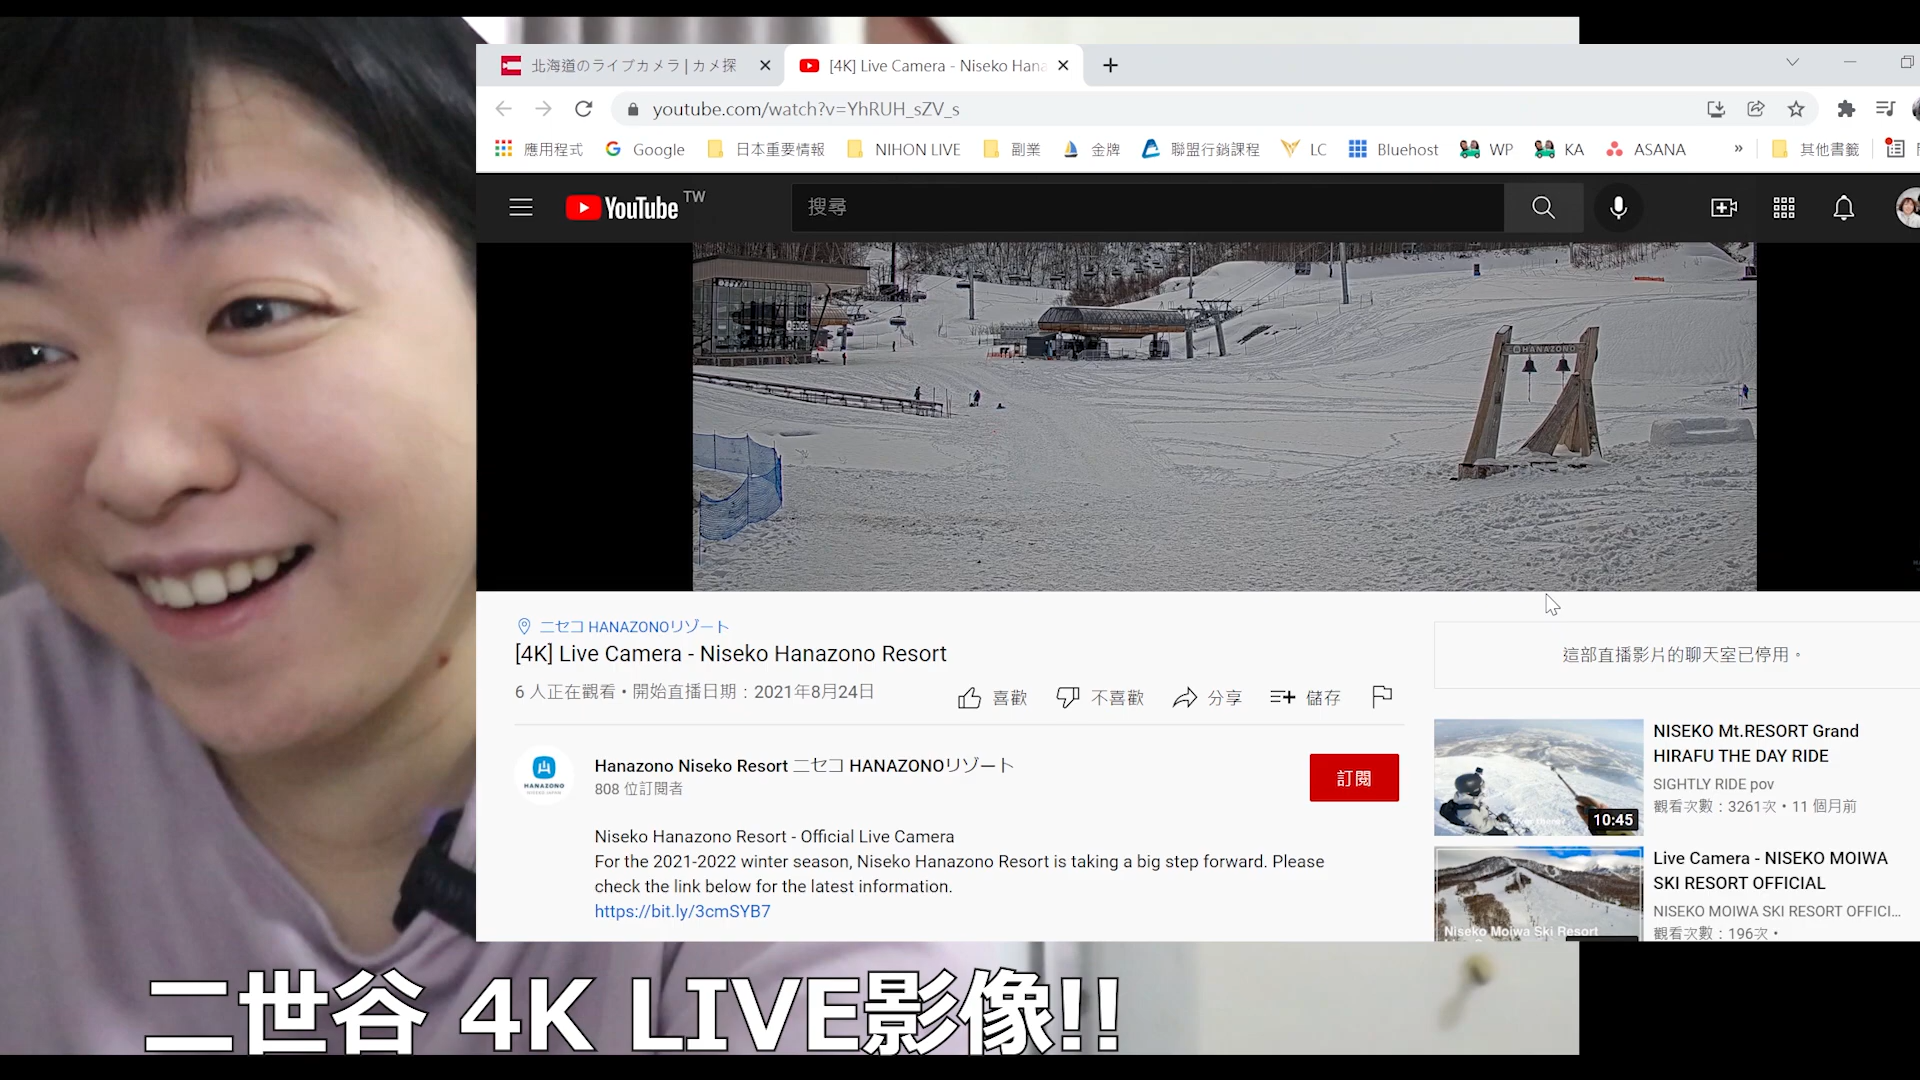 北海道のライブカメラ | カメ探
[4K] Live Camera - Niseko Hana
youtube.com/watch?v=YhRUH_sZV_s
應用程式
Google
日本重要情報
NIHON LIVE
副業
金牌
聯盟行銷課程
LC
Bluehost
WP
KA
ASANA
»
其他書籤
YouTube TW
搜尋
EDGE
HANAZONO
ニセコ HANAZONOリゾート
[4K] Live Camera - Niseko Hanazono Resort
6 人正在觀看 • 開始直播日期：2021年8月24日
喜歡
不喜歡
分享
儲存
這部直播影片的聊天室已停用。
HANAZONO
Hanazono Niseko Resort ニセコ HANAZONOリゾート
808 位訂閱者
訂閱
Niseko Hanazono Resort - Official Live Camera
For the 2021-2022 winter season, Niseko Hanazono Resort is taking a big step forward. Please
check the link below for the latest information.
https://bit.ly/3cmSYB7
10:45
NISEKO Mt.RESORT Grand
HIRAFU THE DAY RIDE
SIGHTLY RIDE pov
觀看次數：3261次 • 11 個月前
Niseko Moiwa Ski Resort
Live Camera - NISEKO MOIWA
SKI RESORT OFFICIAL
NISEKO MOIWA SKI RESORT OFFICI...
觀看次數：196次 •
二世谷 4K LIVE影像!!